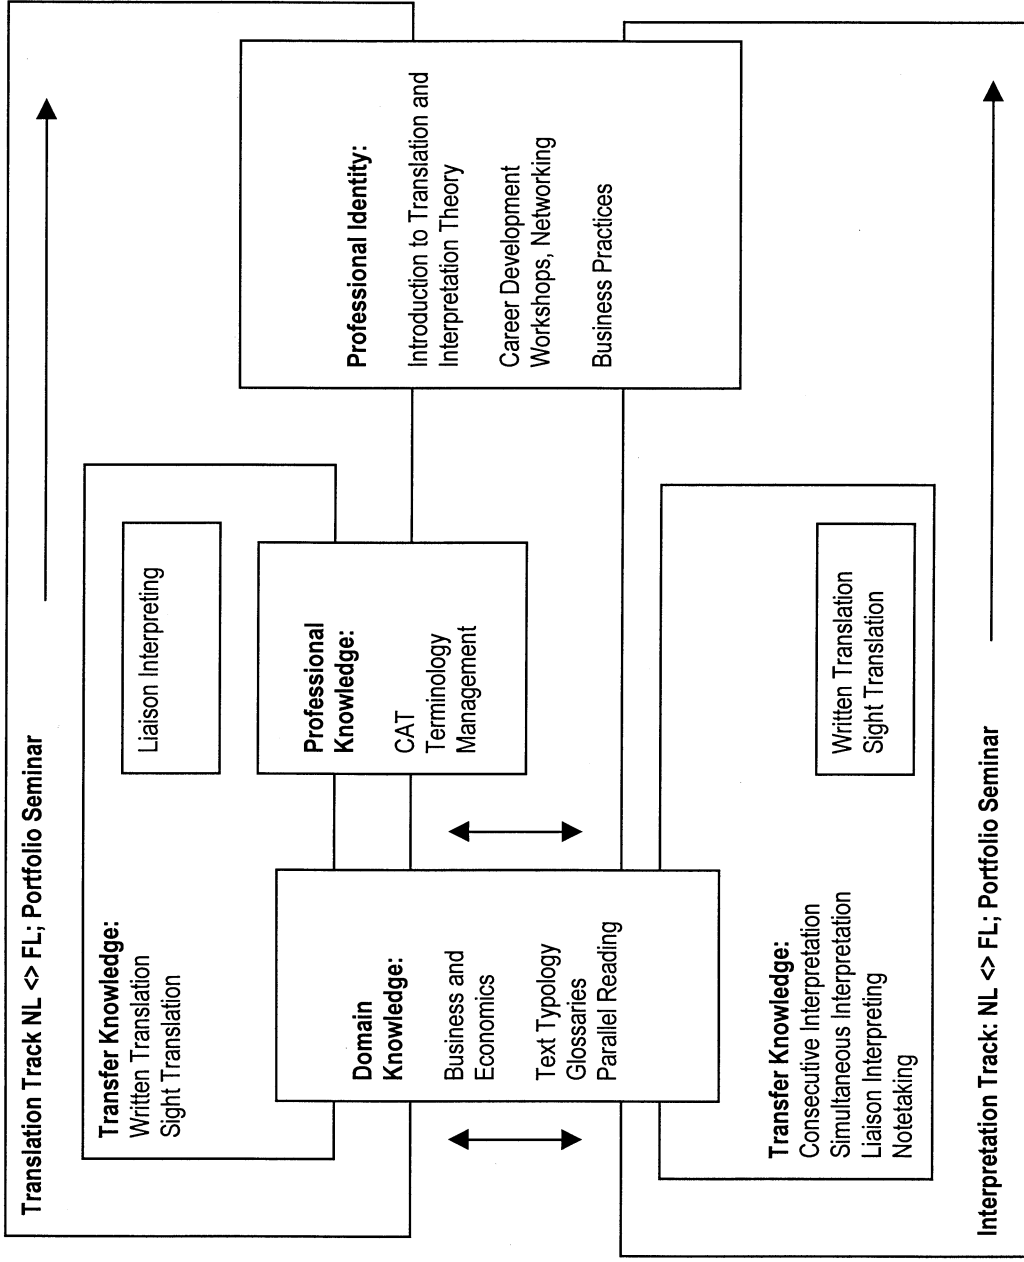 Translation Track NL <> FL; Portfolio Seminar
Transfer Knowledge:
Written Translation
Sight Translation
Liaison Interpreting
Domain
Knowledge:
Business and
Economics
Text Typology
Glossaries
Parallel Reading
Professional
Knowledge:
CAT
Terminology
Management
Professional Identity:
Introduction to Translation and
Interpretation Theory
Career Development
Workshops, Networking
Business Practices
Transfer Knowledge:
Consecutive Interpretation
Simultaneous Interpretation
Liaison Interpreting
Notetaking
Written Translation
Sight Translation
Interpretation Track: NL <> FL; Portfolio Seminar